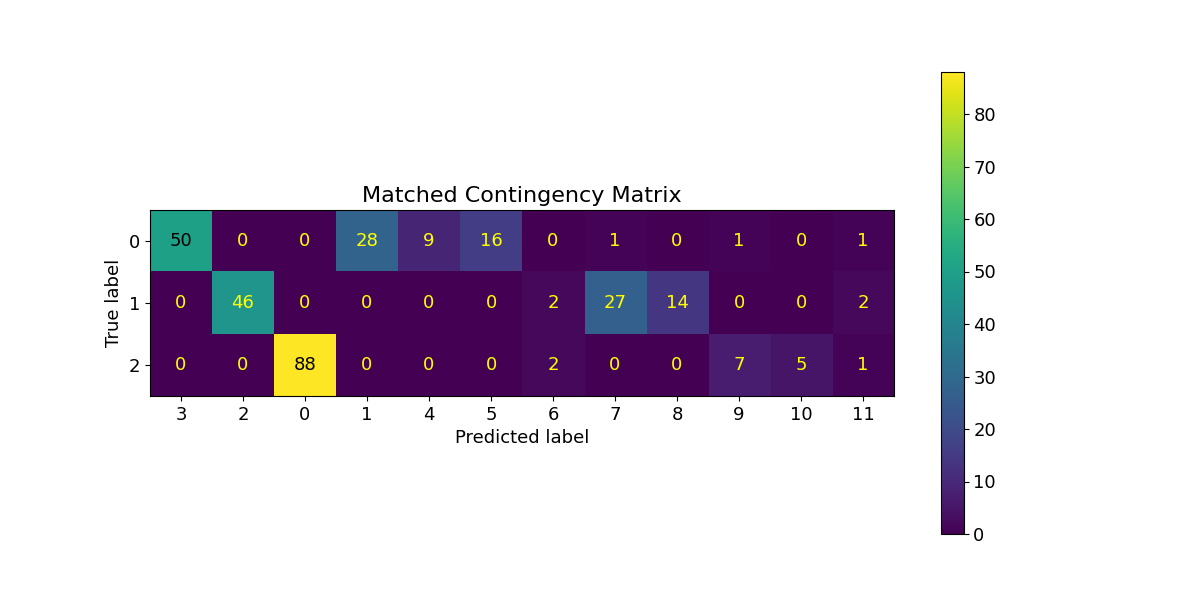 Matched Contingency Matrix
0 50 0 0 28 9 16 0 1 0 1 0 1
1 0 46 0 0 0 0 2 27 14 0 0 2
2 0 0 88 0 0 0 2 0 0 7 5 1
3 2 0 1 4 5 6 7 8 9 10 11
Predicted label
True label
80
70
60
50
40
30
20
10
0